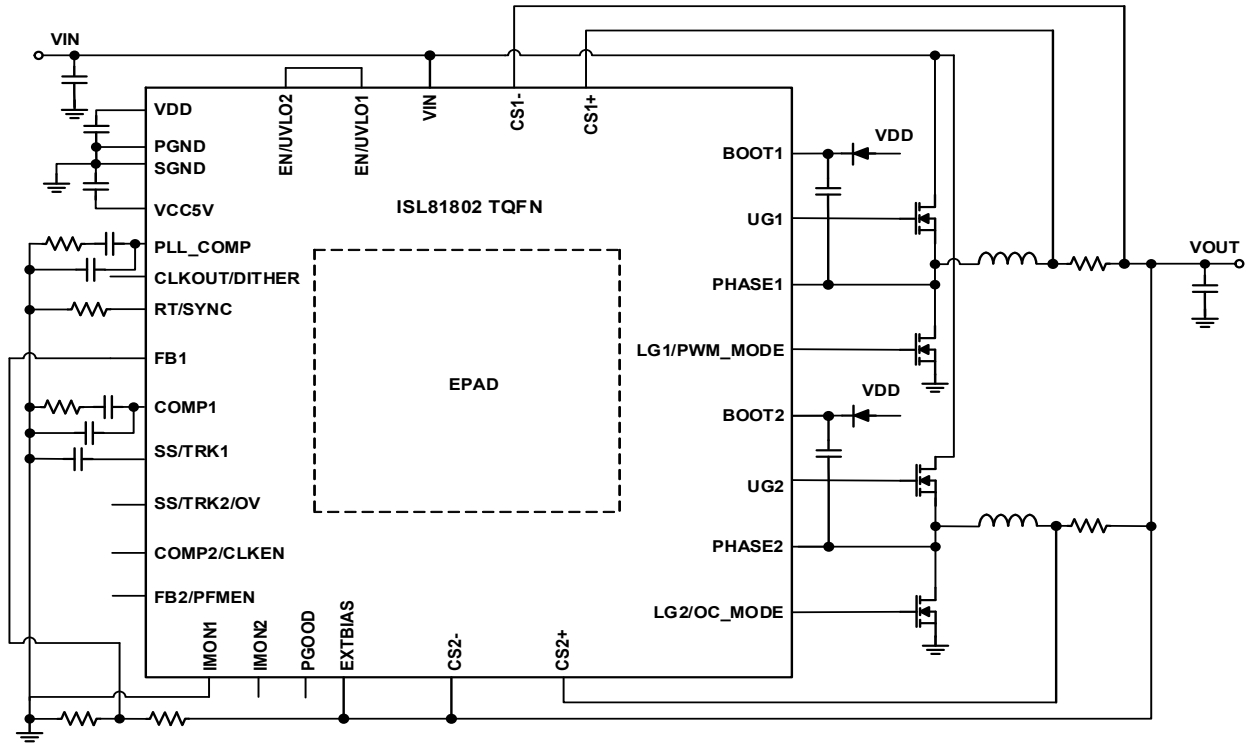 VIN
VDD
PGND
SGND
VCC5V
PLL_COMP
CLKOUT/DITHER
RT/SYNC
FB1
COMP1
SS/TRK1
SS/TRK2/OV
COMP2/CLKEN
FB2/PFMEN
EN/UVLO2
EN/UVLO1
VIN
CS1-
CS1+
ISL81802 TQFN
EPAD
BOOT1
VDD
UG1
PHASE1
LG1/PWM_MODE
BOOT2
VDD
UG2
PHASE2
LG2/OC_MODE
VOUT
IMON1
IMON2
PGOOD
EXTBIAS
CS2-
CS2+